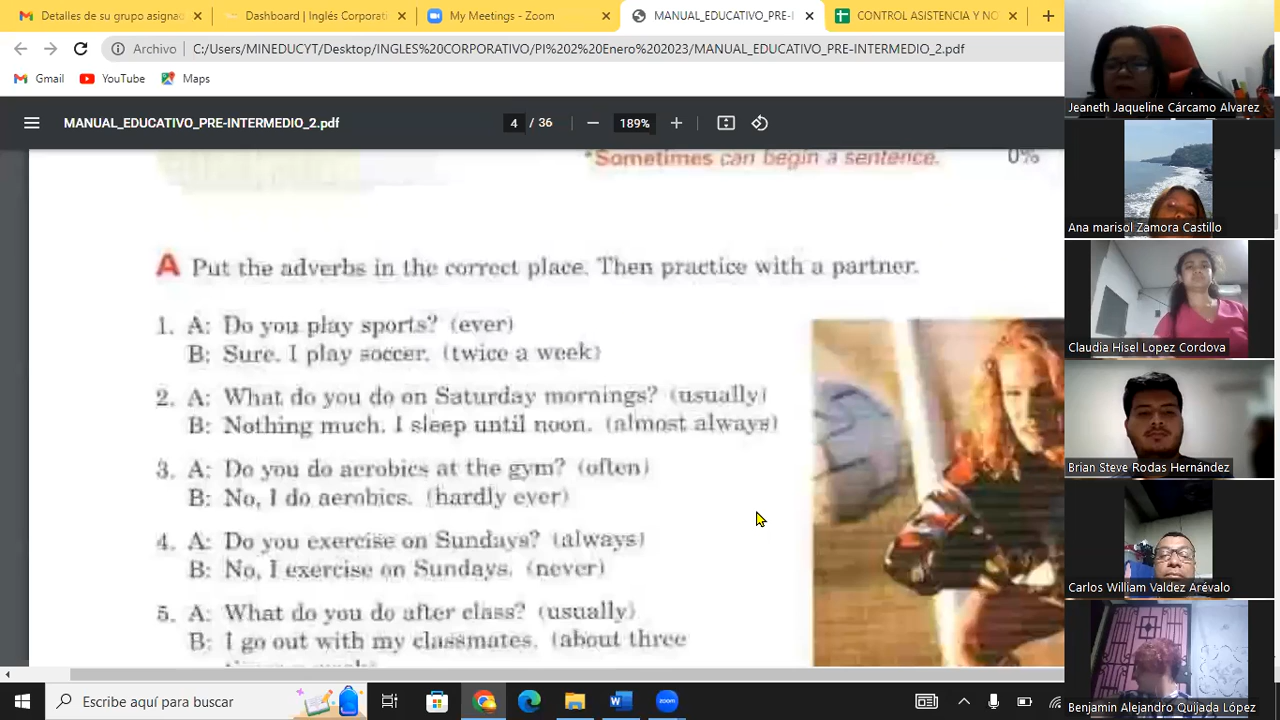 Detalles de su grupo asignad
Dashboard | Inglés Corporati
My Meetings - Zoom
MANUAL_EDUCATIVO_PRE-I
CONTROL ASISTENCIA Y NO
Archivo
C:/Users/MINEDUCYT/Desktop/INGLES%20CORPORATIVO/PI%202%20Enero%202023/MANUAL_EDUCATIVO_PRE-INTERMEDIO_2.pdf
Gmail
YouTube
Maps
MANUAL_EDUCATIVO_PRE-INTERMEDIO_2.pdf
4 / 36
189%
*Sometimes can begin a sentence.
0%
A Put the adverbs in the correct place. Then practice with a partner.
1. A: Do you play sports? (ever)
B: Sure. I play soccer. (twice a week)
2. A: What do you do on Saturday mornings? (usually)
B: Nothing much. I sleep until noon. (almost always)
3. A: Do you do aerobics at the gym? (often)
B: No, I do aerobics. (hardly ever)
4. A: Do you exercise on Sundays? (always)
B: No, I exercise on Sundays. (never)
5. A: What do you do after class? (usually)
B: I go out with my classmates. (about three
Jeaneth Jaqueline Cárcamo Alvarez
Ana marisol Zamora Castillo
Claudia Hisel Lopez Cordova
Brian Steve Rodas Hernández
Carlos William Valdez Arévalo
Benjamin Alejandro Quijada López
Escribe aquí para buscar